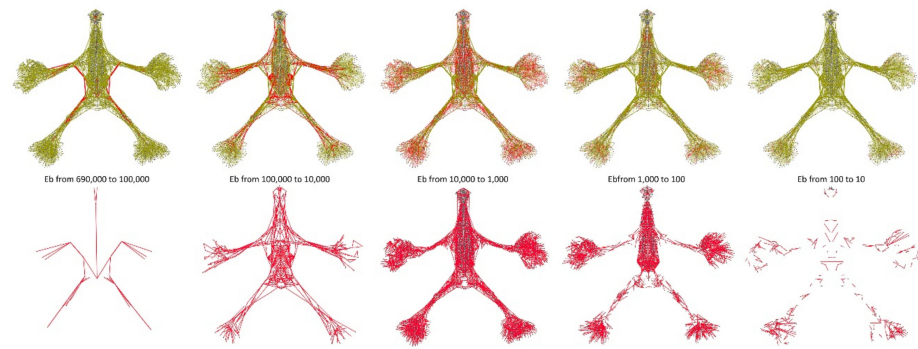 Eb from 690,000 to 100,000
Eb from 100,000 to 10,000
Eb from 10,000 to 1,000
Ebfrom 1,000 to 100
Eb from 100 to 10